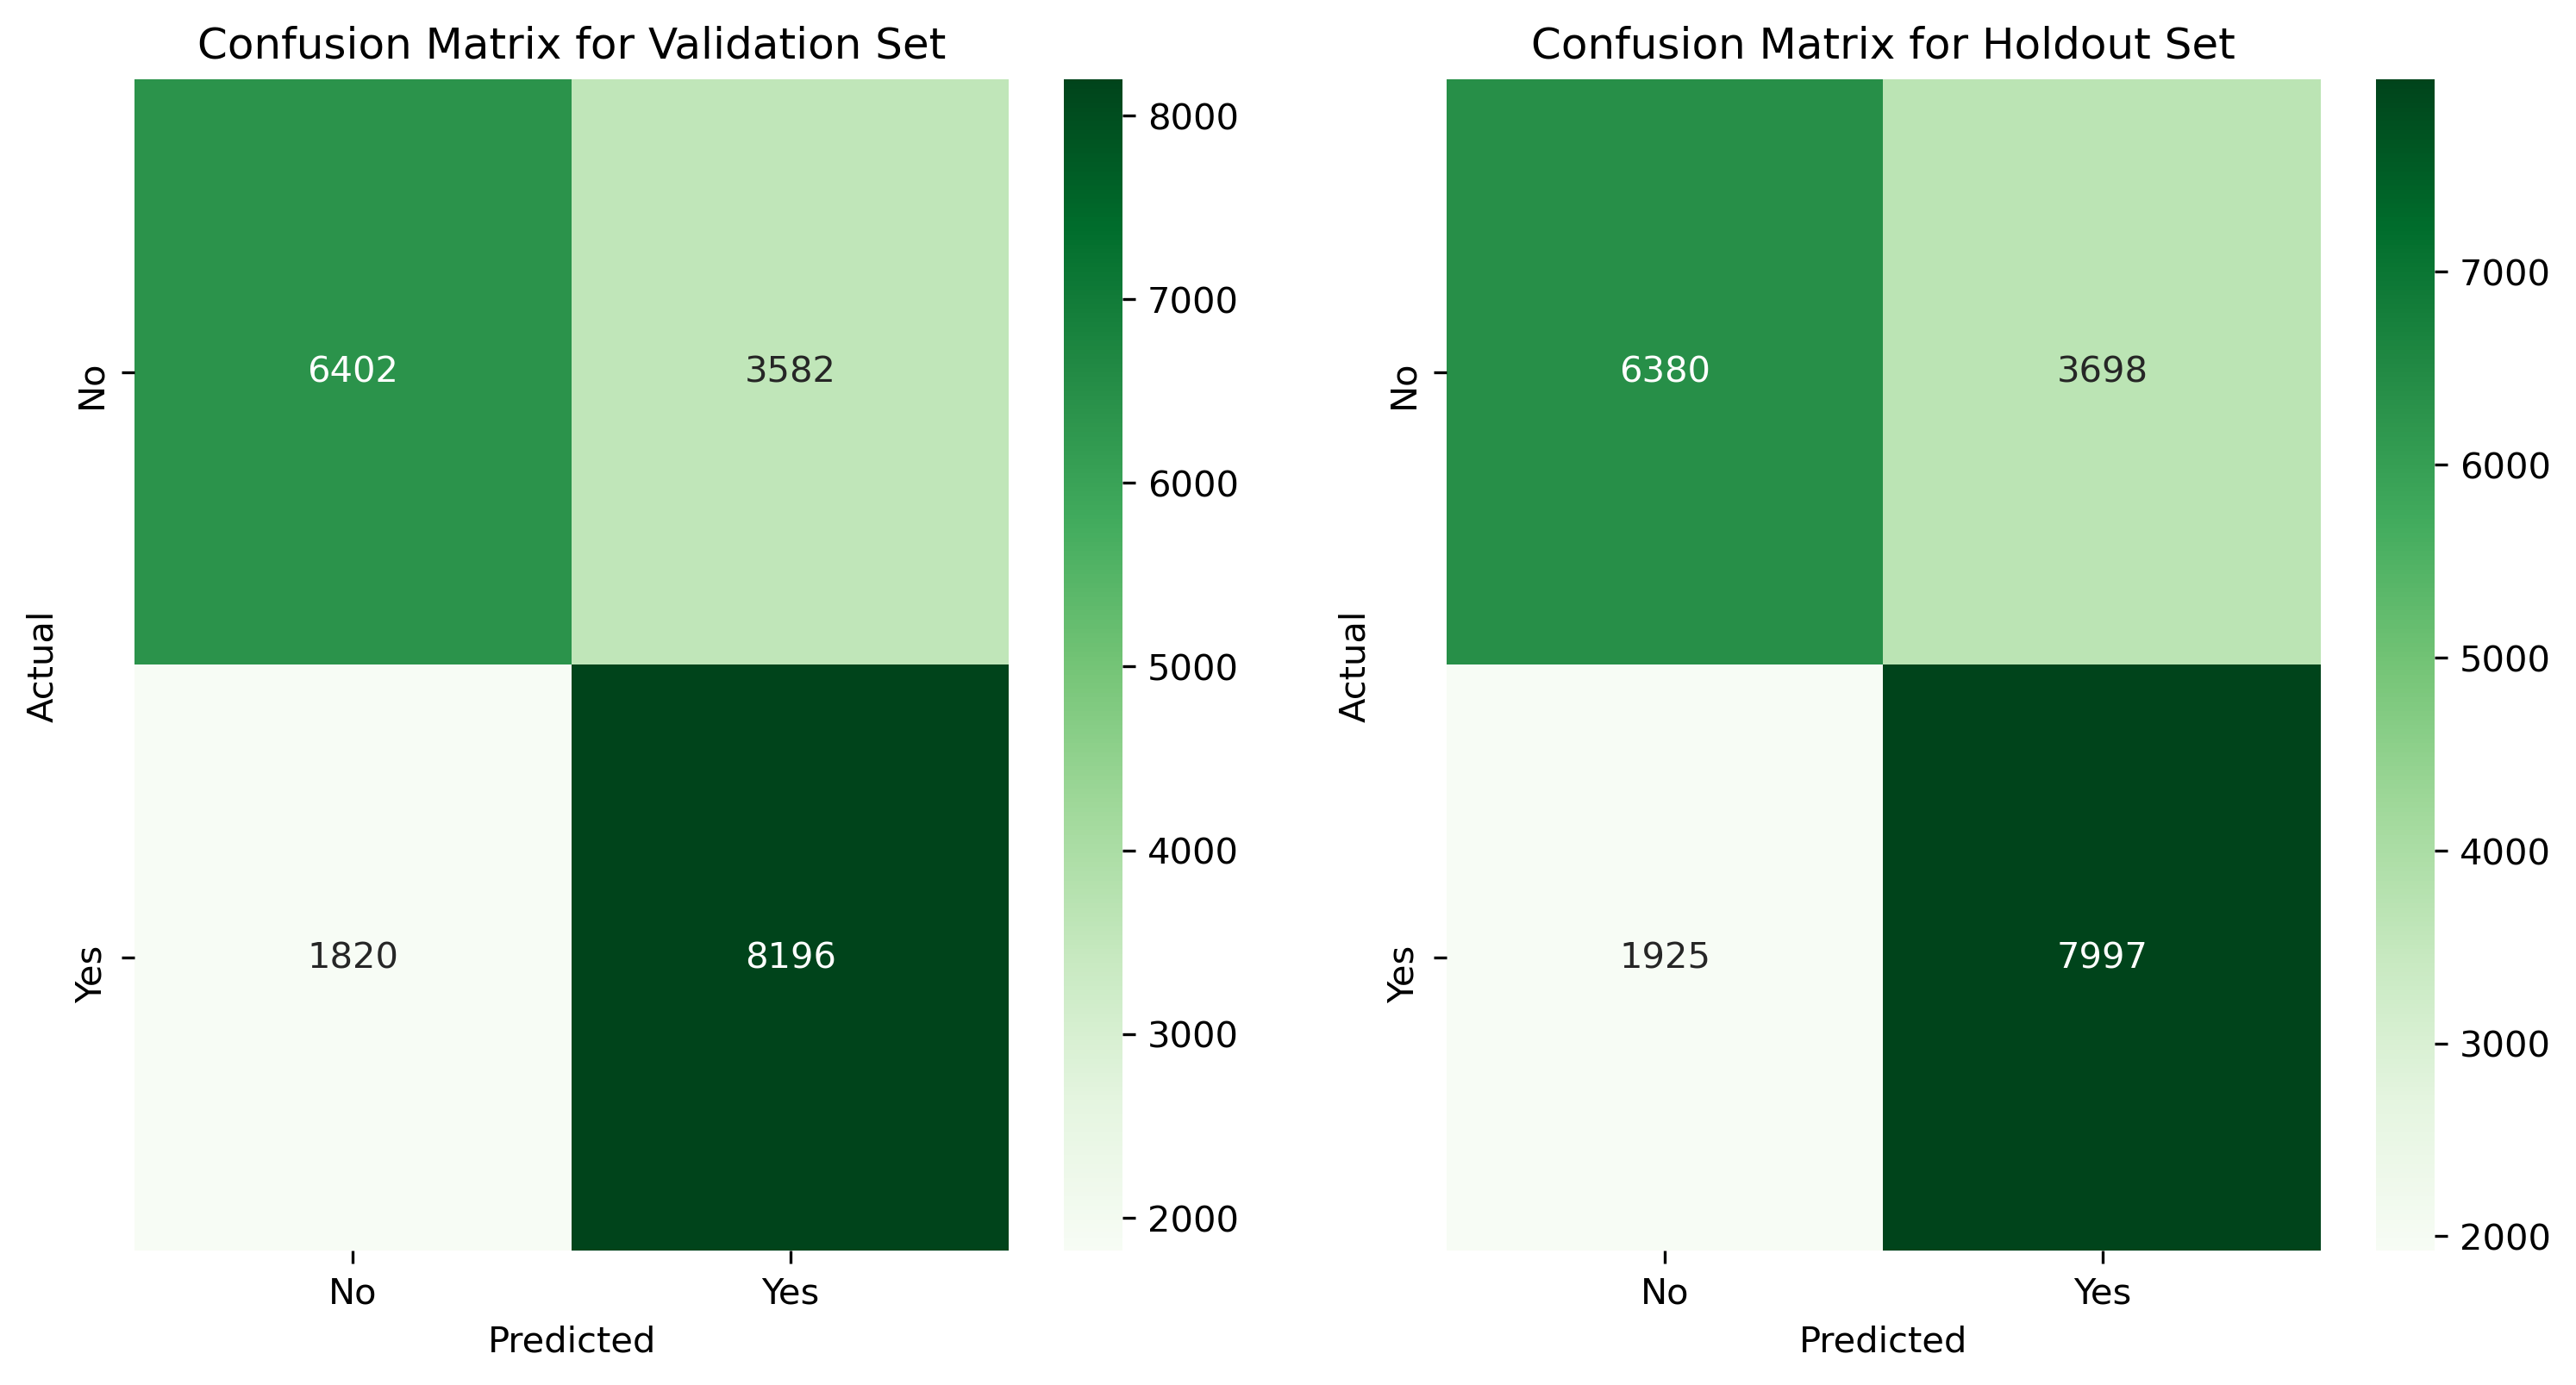 Confusion Matrix for Validation Set
8000
7000
6000
5000
4000
3000
2000
6402
3582
1820
8196
No
Yes
Actual
No
Yes
Predicted
Confusion Matrix for Holdout Set
7000
6000
5000
4000
3000
2000
6380
3698
1925
7997
No
Yes
Actual
No
Yes
Predicted